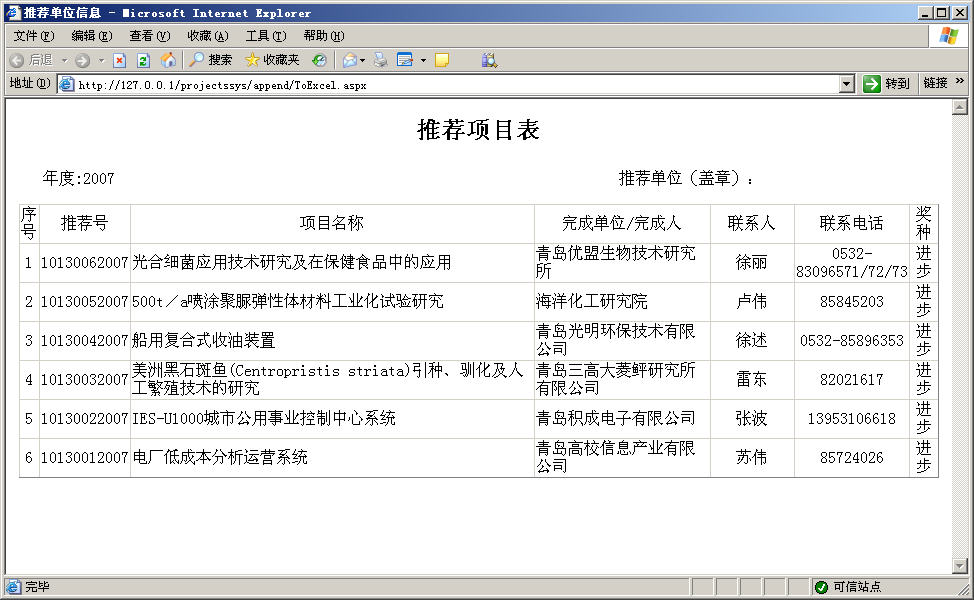 推荐单位信息 - Microsoft Internet Explorer
文件(F) 编辑(E) 查看(V) 收藏(A) 工具(T) 帮助(H)
后退 搜索 收藏夹
地址(D) http://127.0.0.1/projectssys/append/ToExcel.aspx 转到 链接 »
推荐项目表
年度:2007 推荐单位（盖章）：
序号 推荐号 项目名称 完成单位/完成人 联系人 联系电话 奖种
1 10130062007 光合细菌应用技术研究及在保健食品中的应用 青岛优盟生物技术研究所 徐丽 0532-83096571/72/73 进步
2 10130052007 500t／a喷涂聚脲弹性体材料工业化试验研究 海洋化工研究院 卢伟 85845203 进步
3 10130042007 船用复合式收油装置 青岛光明环保技术有限公司 徐述 0532-85896353 进步
4 10130032007 美洲黑石斑鱼(Centropristis striata)引种、驯化及人工繁殖技术的研究 青岛三高大菱鲆研究所有限公司 雷东 82021617 进步
5 10130022007 IES-U1000城市公用事业控制中心系统 青岛积成电子有限公司 张波 13953106618 进步
6 10130012007 电厂低成本分析运营系统 青岛高校信息产业有限公司 苏伟 85724026 进步
完毕 可信站点